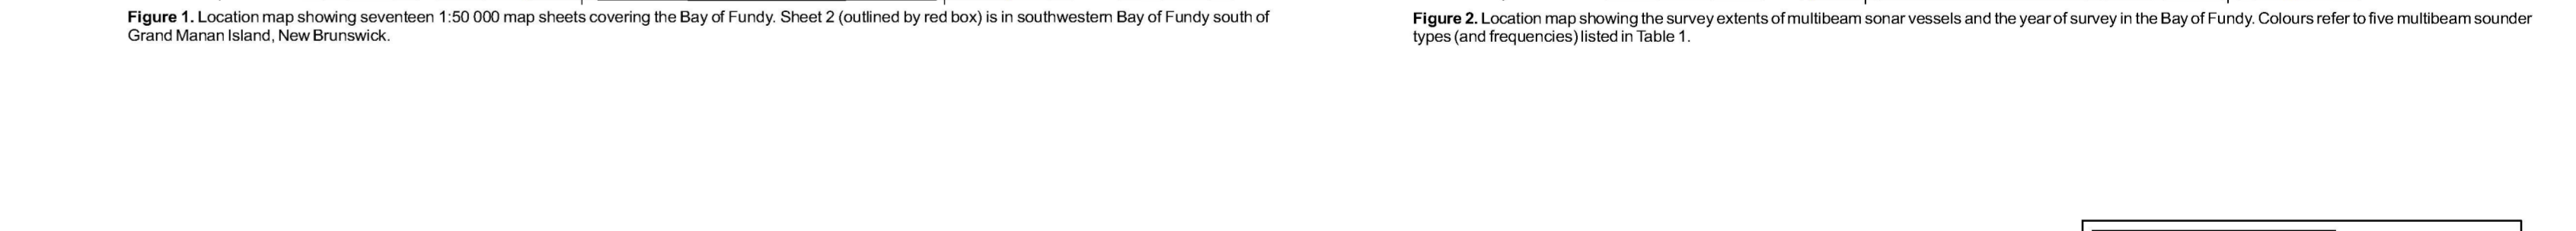 Figure 1. Location map showing seventeen 1:50 000 map sheets covering the Bay of Fundy. Sheet 2 (outlined by red box) is in southwestern Bay of Fundy south of
Grand Manan Island, New Brunswick.
Figure 2. Location map showing the survey extents of multibeam sonar vessels and the year of survey in the Bay of Fundy. Colours refer to five multibeam sounder
types (and frequencies) listed in Table 1.